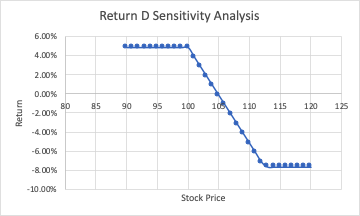 Return D Sensitivity Analysis
6.00%
4.00%
2.00%
0.00%
80 85 90 95 100 105 110 115 120 125
-2.00%
-4.00%
-6.00%
-8.00%
-10.00%
Return
Stock Price